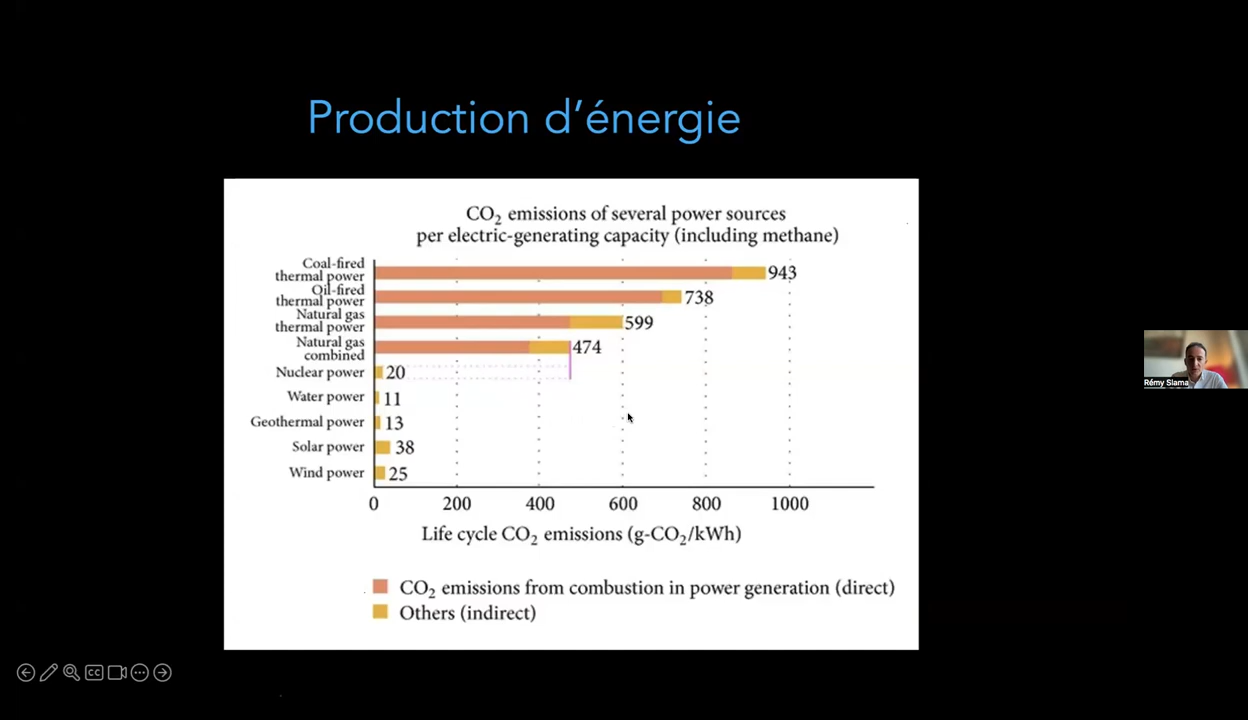 Production d’énergie
CO₂ emissions of several power sources
per electric-generating capacity (including methane)
Coal-fired
thermal power
943
Oil-fired
thermal power
738
Natural gas
thermal power
599
Natural gas
combined
474
Nuclear power
20
Water power
11
Geothermal power
13
Solar power
38
Wind power
25
0 200 400 600 800 1000
Life cycle CO₂ emissions (g-CO₂/kWh)
CO₂ emissions from combustion in power generation (direct)
Others (indirect)
Rémy Slama
CC